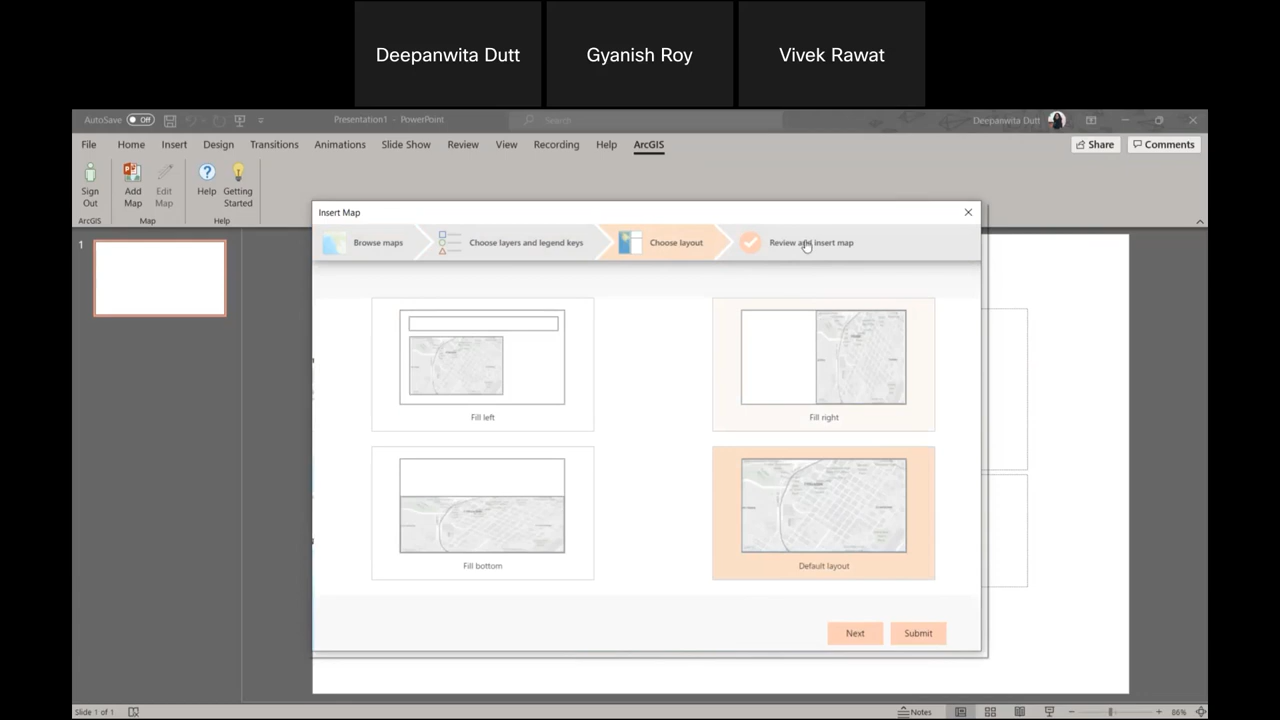 Deepanwita Dutt
Gyanish Roy
Vivek Rawat
AutoSave Off
Presentation1 - PowerPoint
Search
Deepanwita Dutt
File Home Insert Design Transitions Animations Slide Show Review View Recording Help ArcGIS
Share Comments
Sign Out
Add Map
Edit Map
Help
Getting Started
ArcGIS Map Help
Insert Map
Browse maps
Choose layers and legend keys
Choose layout
Review and insert map
1
Fill left
Fill right
Fill bottom
Default layout
Next
Submit
Slide 1 of 1
Notes
86%